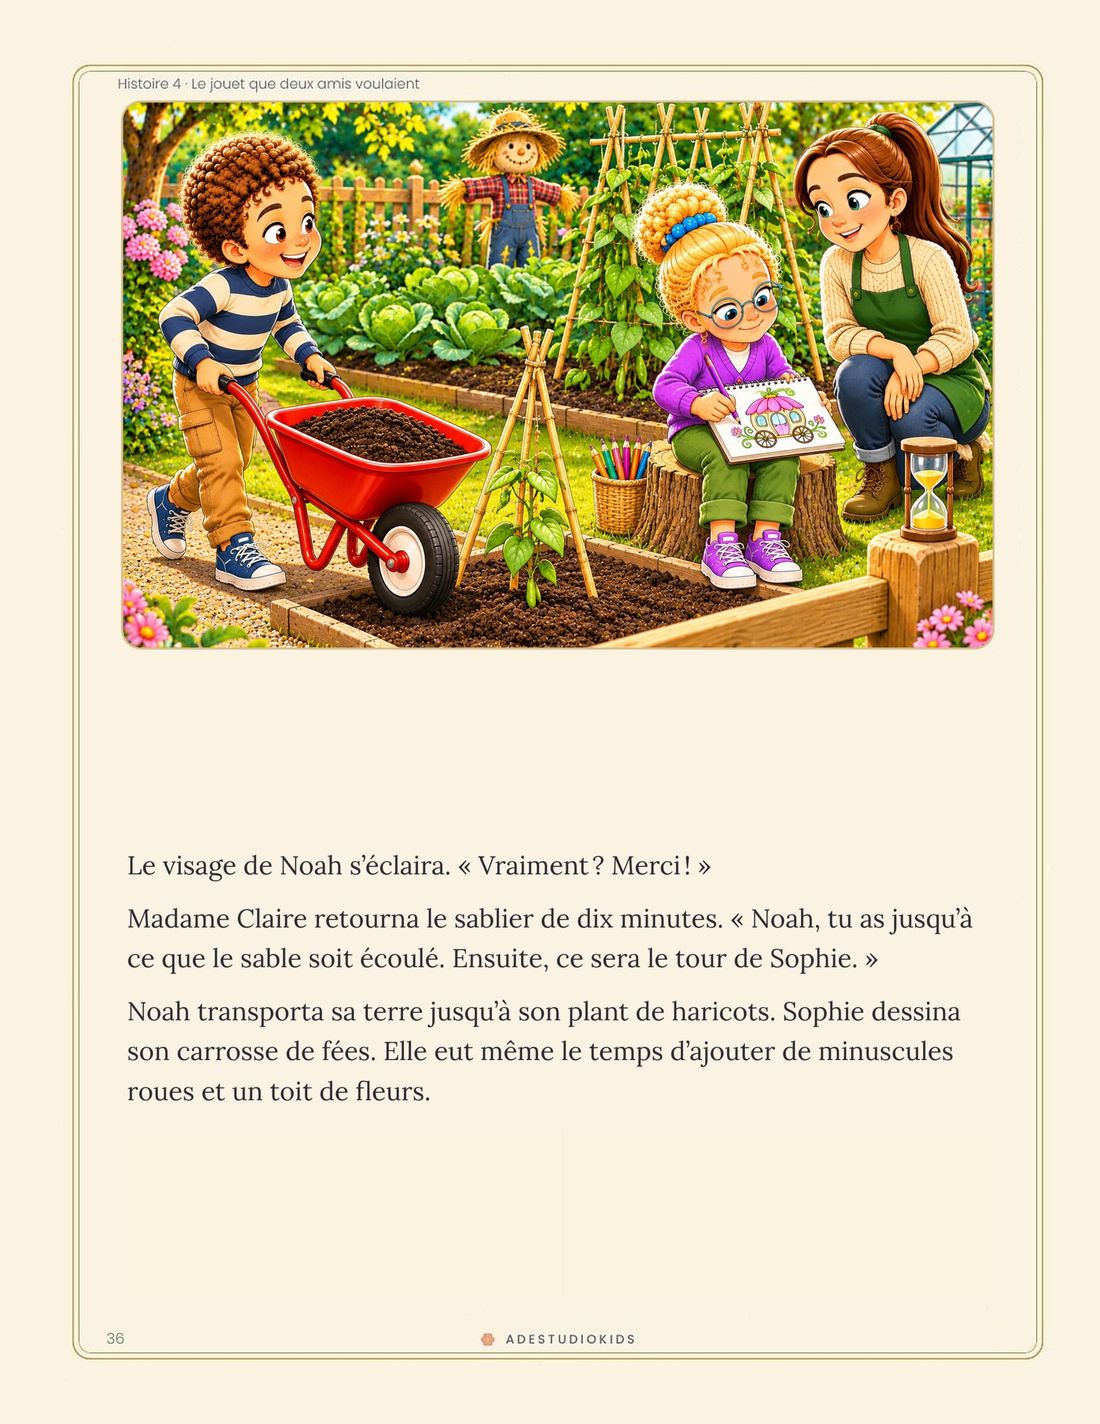 Histoire 4 · Le jouet que deux amis voulaient
Le visage de Noah s’éclaira. « Vraiment ? Merci ! »
Madame Claire retourna le sablier de dix minutes. « Noah, tu as jusqu’à
ce que le sable soit écoulé. Ensuite, ce sera le tour de Sophie. »
Noah transporta sa terre jusqu’à son plant de haricots. Sophie dessina
son carrosse de fées. Elle eut même le temps d’ajouter de minuscules
roues et un toit de fleurs.
36
ADESTUDIOKIDS